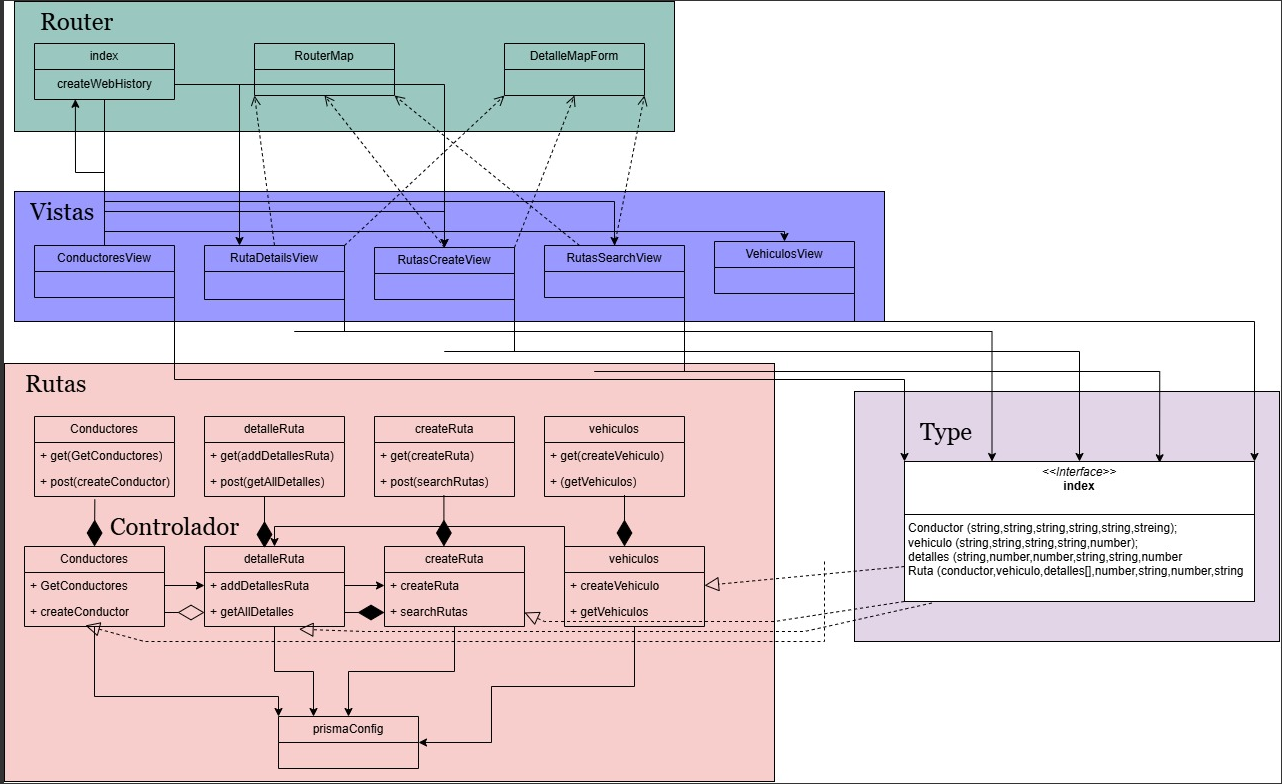 Router
index
createWebHistory
RouterMap
DetalleMapForm
Vistas
ConductoresView
RutaDetailsView
RutasCreateView
RutasSearchView
VehiculosView
Rutas
Conductores
+ get(GetConductores)
+ post(createConductor)
detalleRuta
+ get(addDetallesRuta)
+ post(getAllDetalles)
createRuta
+ get(createRuta)
+ post(searchRutas)
vehiculos
+ get(createVehiculo)
+ (getVehiculos)
Controlador
Conductores
+ GetConductores
+ createConductor
detalleRuta
+ addDetallesRuta
+ getAllDetalles
createRuta
+ createRuta
+ searchRutas
vehiculos
+ createVehiculo
+ getVehiculos
prismaConfig
Type
<<Interface>>
index
Conductor (string,string,string,string,string,streing);
vehiculo (string,string,string,string,number);
detalles (string,number,number,string,string,number
Ruta (conductor,vehiculo,detalles[],number,string,number,string